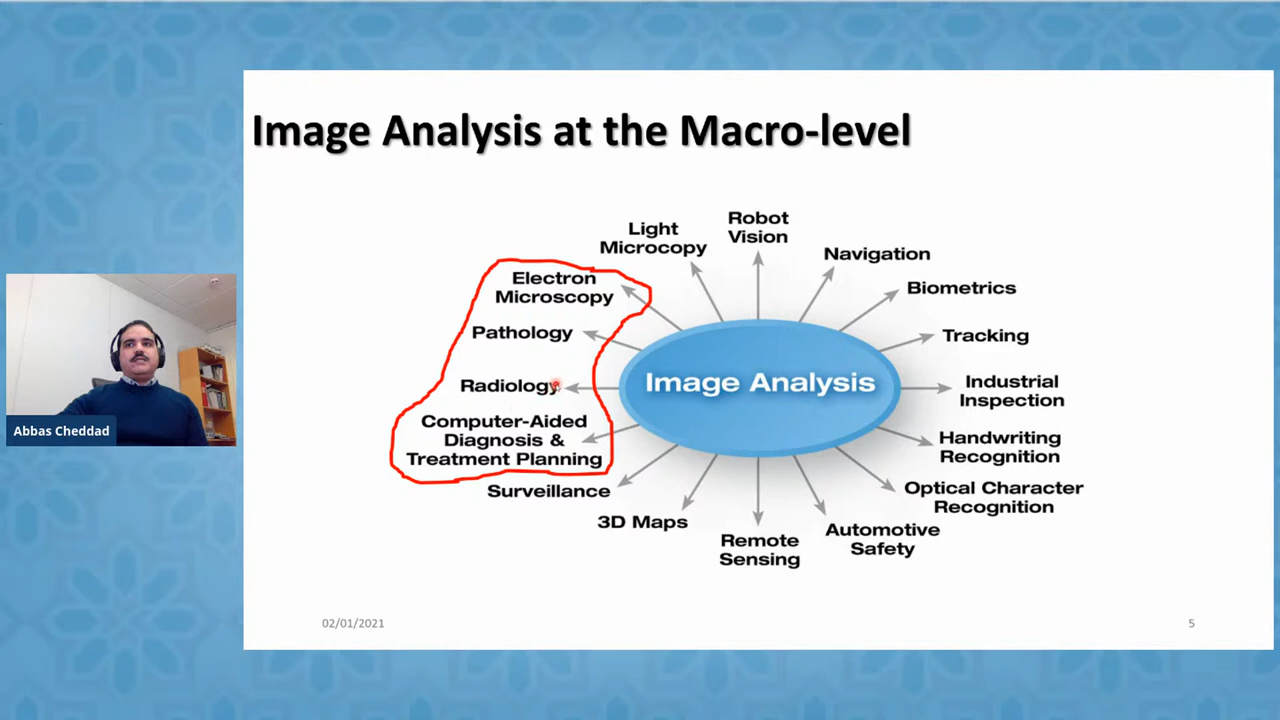 Image Analysis at the Macro-level
Robot
Vision
Light
Microcopy
Navigation
Electron
Microscopy
Biometrics
Pathology
Tracking
Radiology
Image Analysis
Industrial
Inspection
Computer-Aided
Diagnosis &
Treatment Planning
Handwriting
Recognition
Surveillance
Optical Character
Recognition
3D Maps
Remote
Sensing
Automotive
Safety
Abbas Cheddad
02/01/2021
5